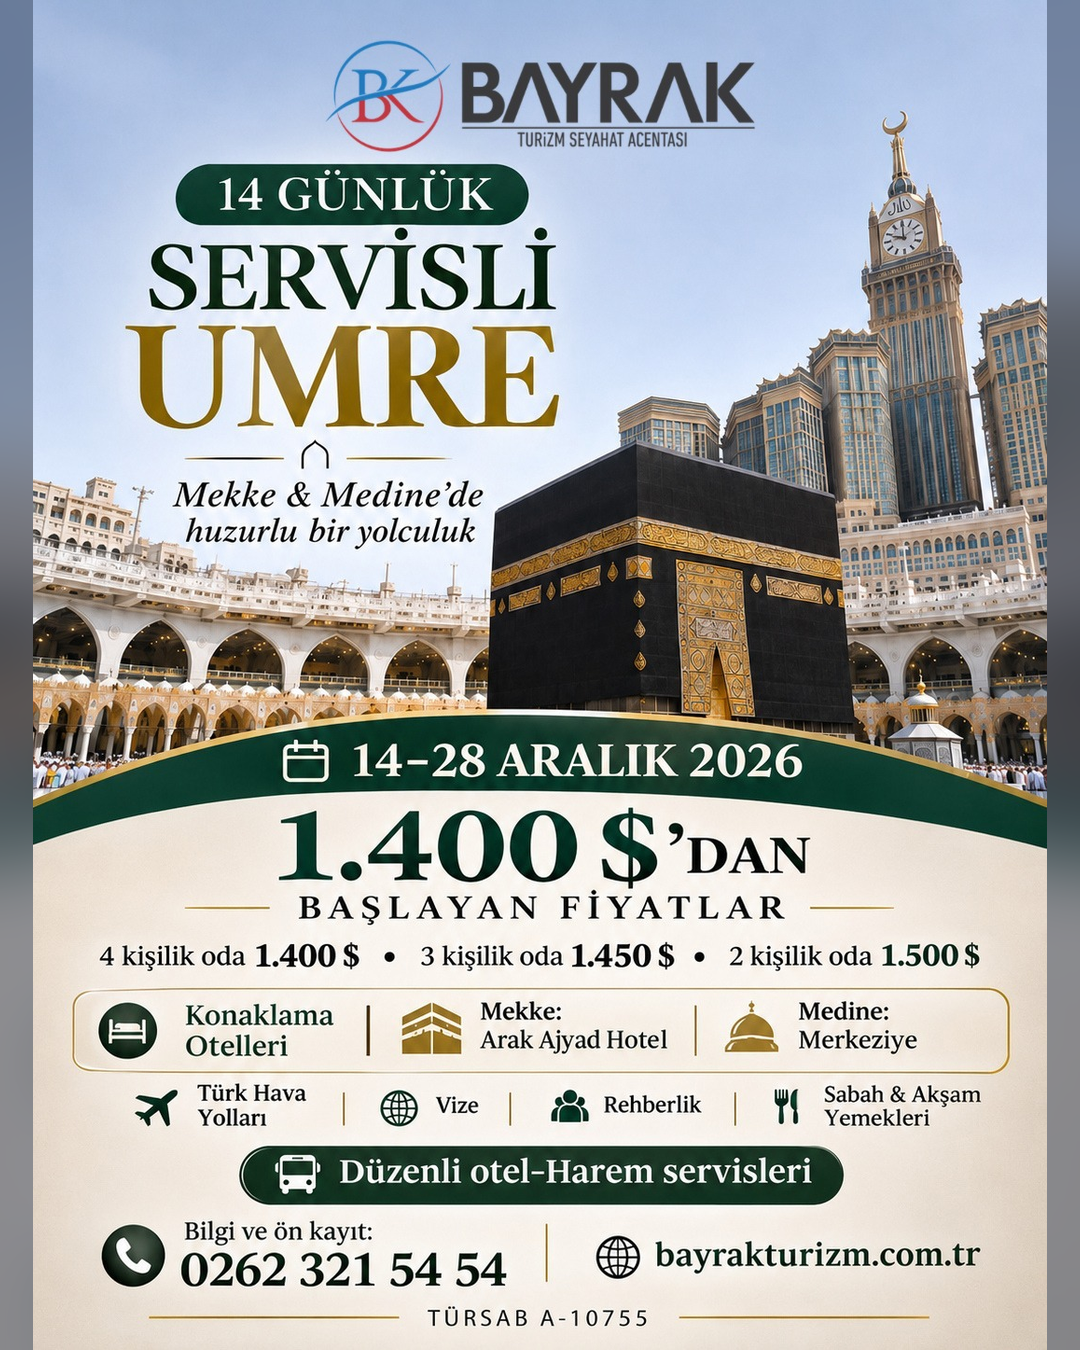 BK BAYRAK
TURİZM SEYAHAT ACENTASI
14 GÜNLÜK
SERVİSLİ
UMRE
Mekke & Medine’de
huzurlu bir yolculuk
14–28 ARALIK 2026
1.400 $’DAN
BAŞLAYAN FİYATLAR
4 kişilik oda 1.400 $ • 3 kişilik oda 1.450 $ • 2 kişilik oda 1.500 $
Konaklama
Otelleri
Mekke:
Arak Ajyad Hotel
Medine:
Merkeziye
Türk Hava
Yolları
Vize
Rehberlik
Sabah & Akşam
Yemekleri
Düzenli otel-Harem servisleri
Bilgi ve ön kayıt:
0262 321 54 54
bayrakturizm.com.tr
TÜRSAB A-10755